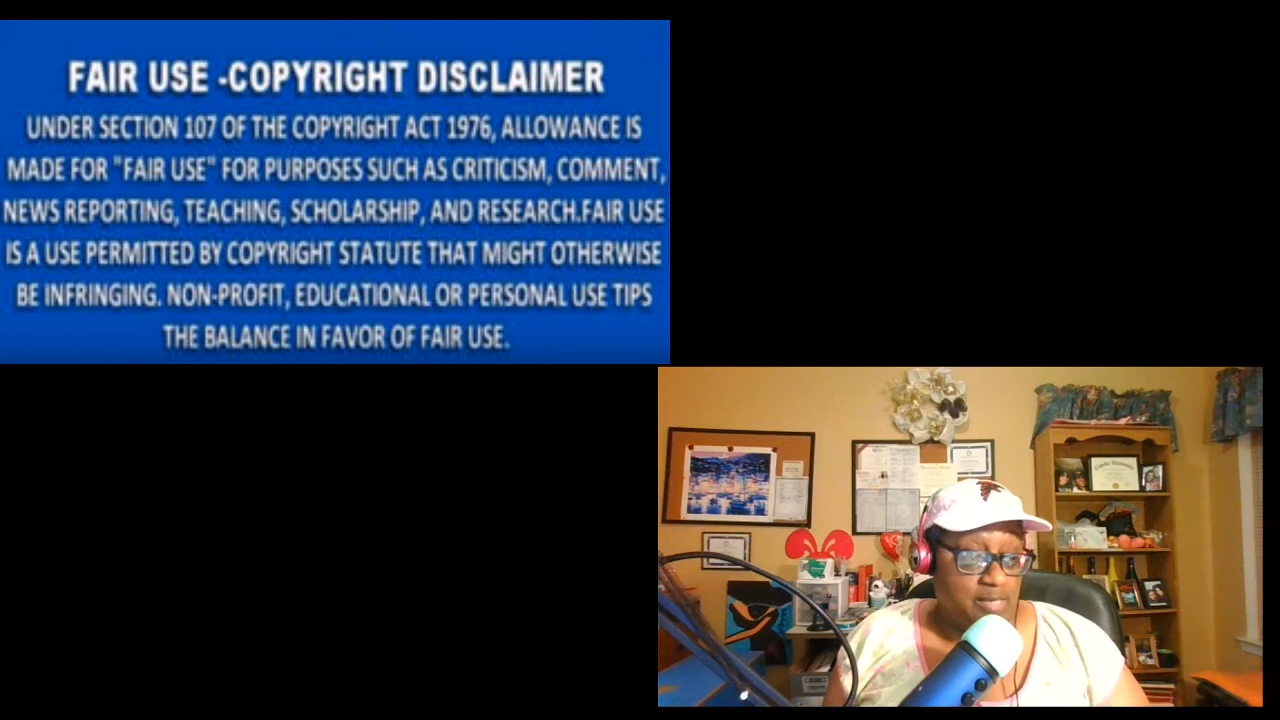 FAIR USE -COPYRIGHT DISCLAIMER
UNDER SECTION 107 OF THE COPYRIGHT ACT 1976, ALLOWANCE IS
MADE FOR "FAIR USE" FOR PURPOSES SUCH AS CRITICISM, COMMENT,
NEWS REPORTING, TEACHING, SCHOLARSHIP, AND RESEARCH.FAIR USE
IS A USE PERMITTED BY COPYRIGHT STATUTE THAT MIGHT OTHERWISE
BE INFRINGING. NON-PROFIT, EDUCATIONAL OR PERSONAL USE TIPS
THE BALANCE IN FAVOR OF FAIR USE.